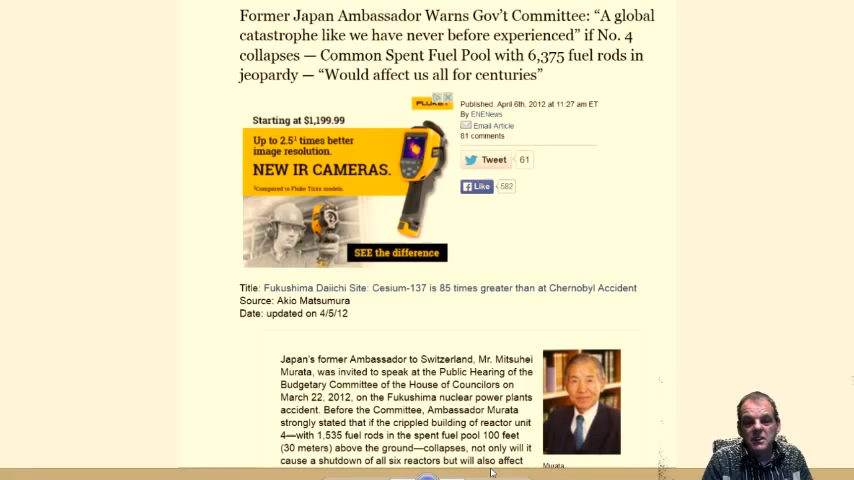 Former Japan Ambassador Warns Gov't Committee: “A global
catastrophe like we have never before experienced” if No. 4
collapses — Common Spent Fuel Pool with 6,375 fuel rods in
jeopardy — “Would affect us all for centuries”
FLUKE
Starting at $1,199.99
Up to 2.5¹ times better
image resolution.
NEW IR CAMERAS.
SEE the difference
Published: April 6th, 2012 at 11:27 am ET
By ENENews
Email Article
81 comments
Tweet 61
Like 582
Title: Fukushima Daiichi Site: Cesium-137 is 85 times greater than at Chernobyl Accident
Source: Akio Matsumura
Date: updated on 4/5/12
Japan's former Ambassador to Switzerland, Mr. Mitsuhei
Murata, was invited to speak at the Public Hearing of the
Budgetary Committee of the House of Councilors on
March 22, 2012, on the Fukushima nuclear power plants
accident. Before the Committee, Ambassador Murata
strongly stated that if the crippled building of reactor unit
4—with 1,535 fuel rods in the spent fuel pool 100 feet
(30 meters) above the ground—collapses, not only will it
cause a shutdown of all six reactors but will also affect
Murata